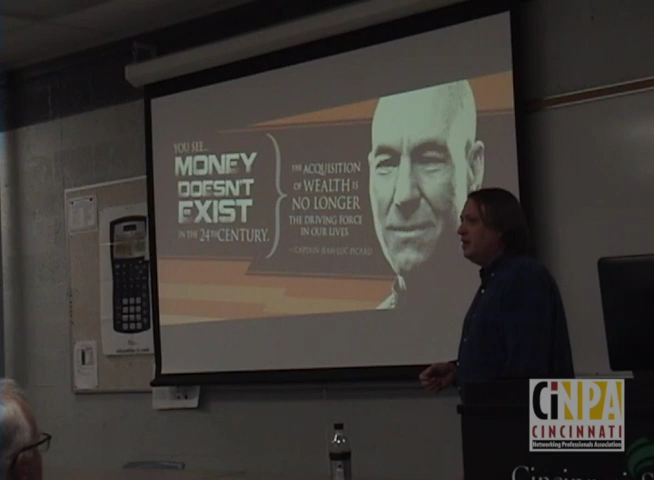 YOU SEE...
MONEY
DOESN'T
EXIST
IN THE 24TH CENTURY.
THE ACQUISITION
OF WEALTH IS
NO LONGER
THE DRIVING FORCE
IN OUR LIVES.
- CAPTAIN JEAN-LUC PICARD
CiNPA
CINCINNATI
Networking Professionals Association